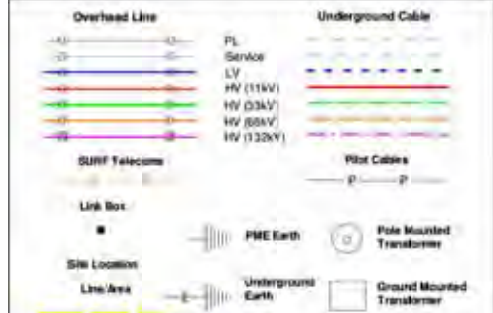 Overhead Line Underground Cable
PL
Service
LV
HV (11kV)
HV (33kV)
HV (66kV)
HV (132kV)
SURF Telecoms Pilot Cables
P P
Link Box
PME Earth
Pole Mounted
Transformer
Site Location
Line/Area
Underground
Earth
Ground Mounted
Transformer